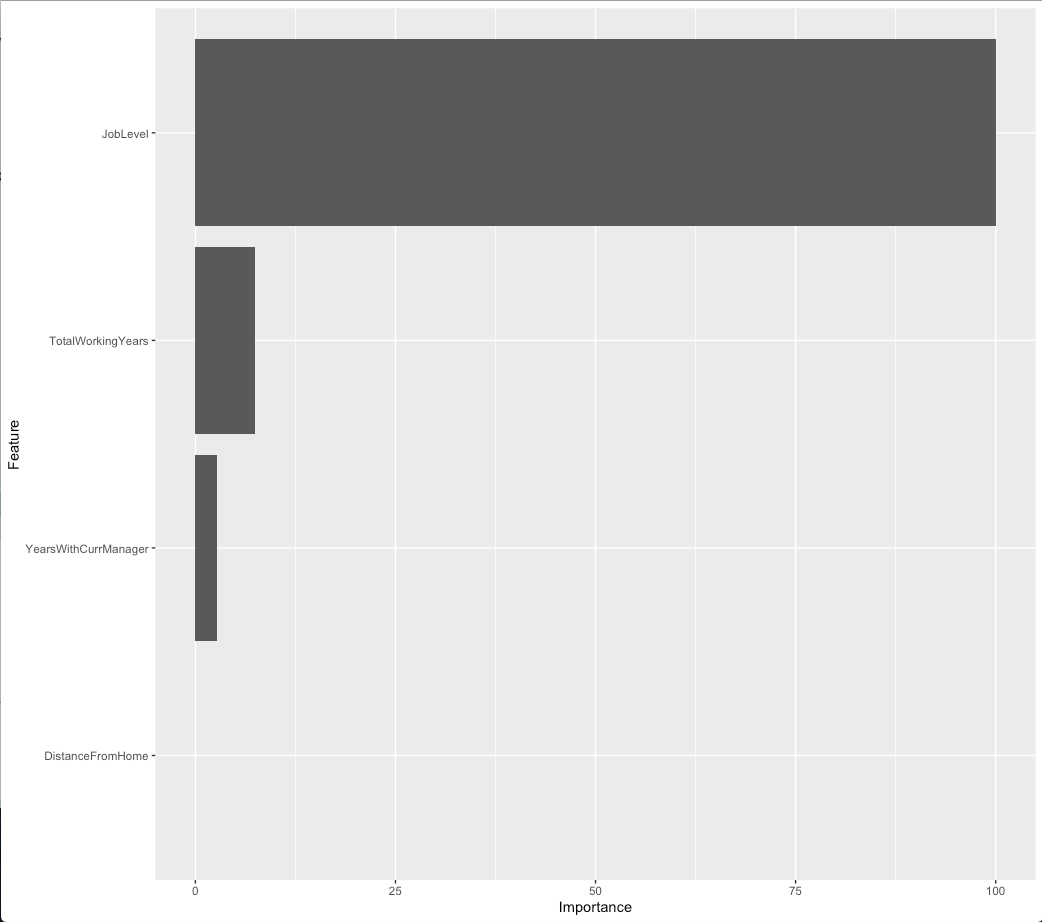 JobLevel
TotalWorkingYears
YearsWithCurrManager
DistanceFromHome
Feature
0 25 50 75 100
Importance